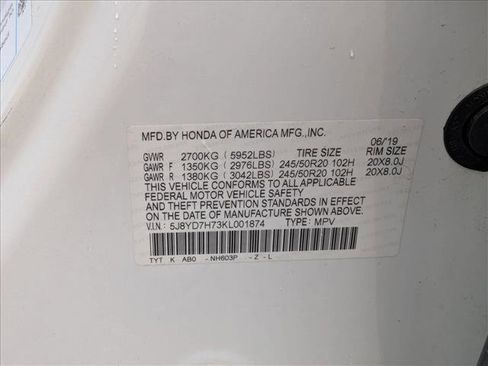 MFD.BY HONDA OF AMERICA MFG.,INC.
06/19
GVWR 2700KG (5952LBS) TIRE SIZE RIM SIZE
GAWR F 1350KG (2976LBS) 245/50R20 102H 20X8.0J
GAWR R 1380KG (3042LBS) 245/50R20 102H 20X8.0J
THIS VEHICLE CONFORMS TO ALL APPLICABLE
FEDERAL MOTOR VEHICLE SAFETY
AND THEFT PREVENTION STANDARDS IN EFFECT
ON THE DATE OF MANUFACTURE SHOWN ABOVE.
V.I.N.: 5J8YD7H73KL001874 TYPE: MPV
TYT K AB0 -NH603P -Z-L